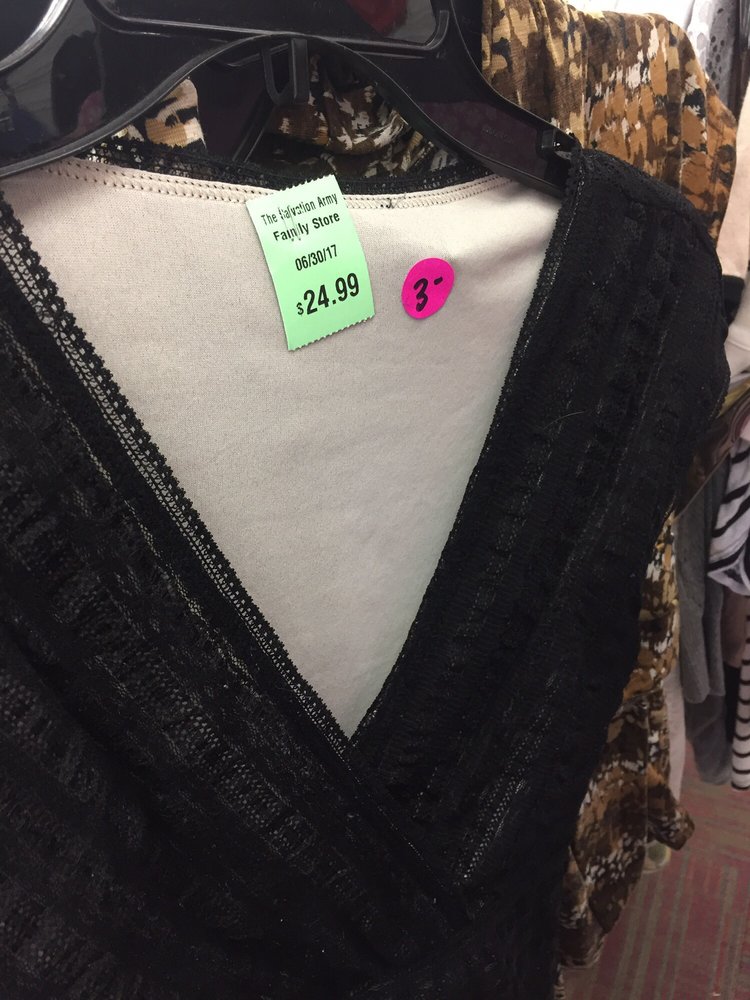 The Salvation Army
Family Store
06/30/17
$24.99
3-